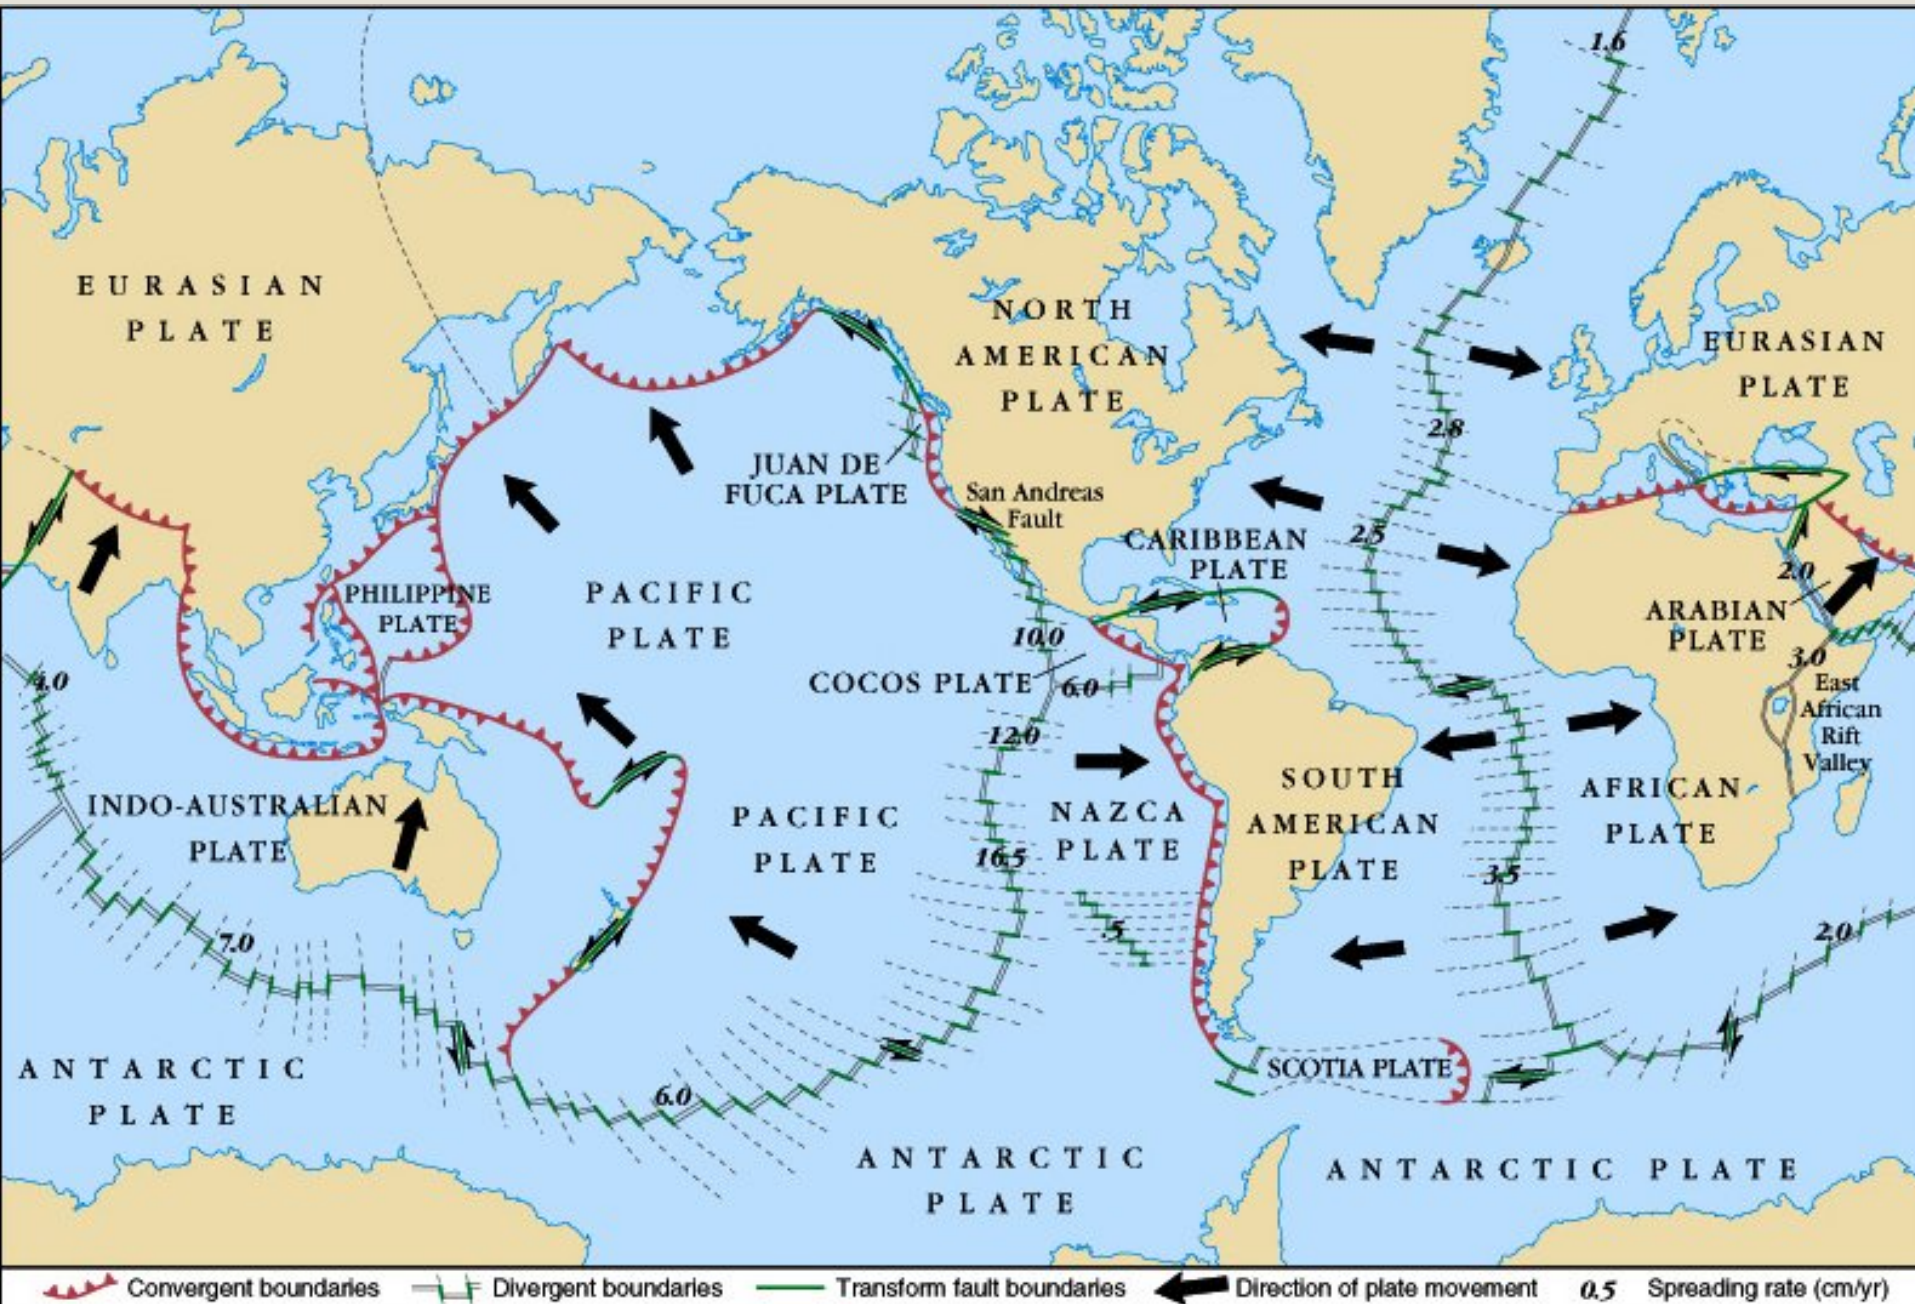 1.6
EURASIAN
PLATE
NORTH
AMERICAN
PLATE
EURASIAN
PLATE
2.8
JUAN DE
FUCA PLATE
San Andreas
Fault
2.5
CARIBBEAN
PLATE
2.0
PHILIPPINE
PLATE
PACIFIC
PLATE
ARABIAN
PLATE
10.0
3.0
COCOS PLATE
6.0
East
African
Rift
Valley
4.0
12.0
INDO-AUSTRALIAN
PLATE
PACIFIC
PLATE
NAZCA
PLATE
SOUTH
AMERICAN
PLATE
AFRICAN
PLATE
16.5
3.5
.5
7.0
2.0
ANTARCTIC
PLATE
SCOTIA PLATE
6.0
ANTARCTIC
PLATE
ANTARCTIC PLATE
Convergent boundaries
Divergent boundaries
Transform fault boundaries
Direction of plate movement
0.5 Spreading rate (cm/yr)